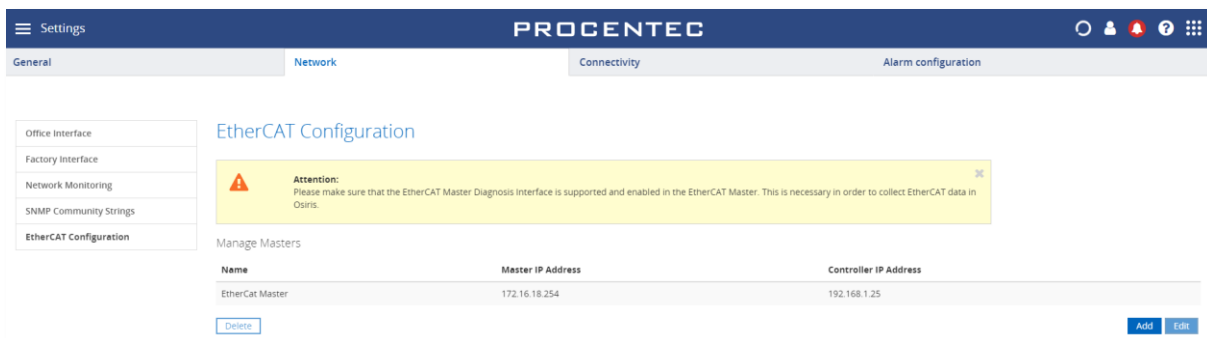 Settings
PROCENTEC
General
Network
Connectivity
Alarm configuration
Office Interface
Factory Interface
Network Monitoring
SNMP Community Strings
EtherCAT Configuration
EtherCAT Configuration
Attention:
Please make sure that the EtherCAT Master Diagnosis Interface is supported and enabled in the EtherCAT Master. This is necessary in order to collect EtherCAT data in
Osiris.
Manage Masters
Name Master IP Address Controller IP Address
EtherCat Master 172.16.18.254 192.168.1.25
Delete
Add
Edit